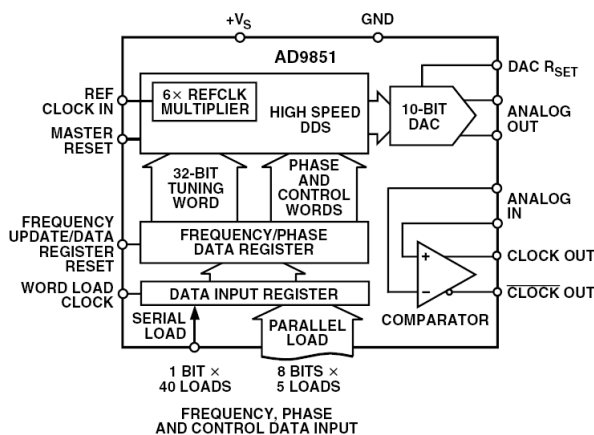 +VS
GND
AD9851
REF
CLOCK IN
6× REFCLK
MULTIPLIER
HIGH SPEED
DDS
10-BIT
DAC
DAC RSET
ANALOG
OUT
MASTER
RESET
32-BIT
TUNING
WORD
PHASE
AND
CONTROL
WORDS
ANALOG
IN
FREQUENCY
UPDATE/DATA
REGISTER
RESET
FREQUENCY/PHASE
DATA REGISTER
+
CLOCK OUT
WORD LOAD
CLOCK
DATA INPUT REGISTER
–
CLOCK OUT
COMPARATOR
SERIAL
LOAD
PARALLEL
LOAD
1 BIT ×
40 LOADS
8 BITS ×
5 LOADS
FREQUENCY, PHASE
AND CONTROL DATA INPUT